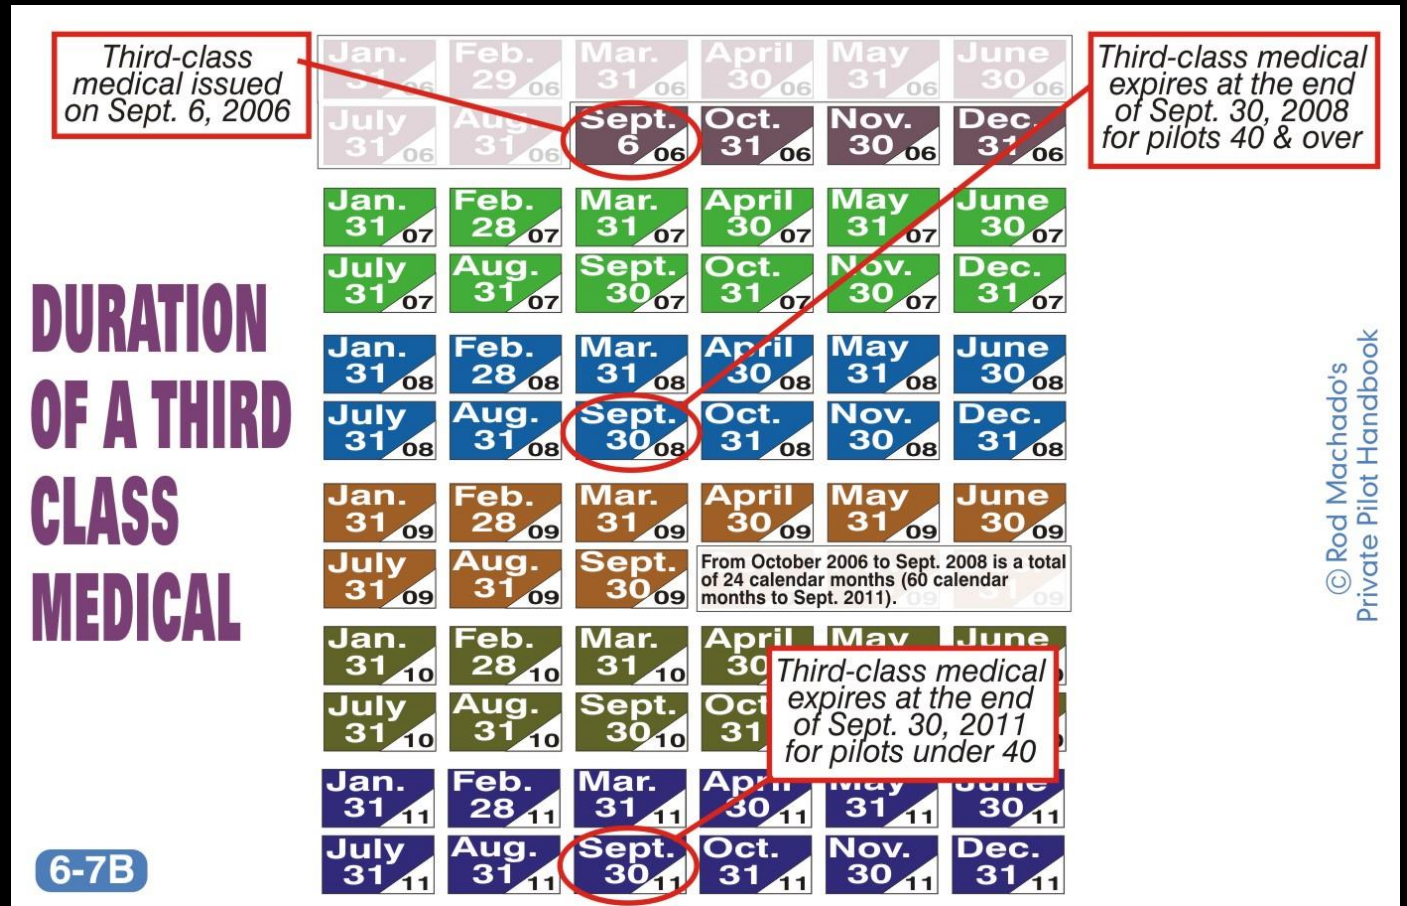 Third-class
medical issued
on Sept. 6, 2006
Jan. Feb. Mar. April May June
31 06 29 06 31 06 30 06 31 06 30 06
July Aug. Sept. Oct. Nov. Dec.
31 06 31 06 6 06 31 06 30 06 31 06
Third-class medical
expires at the end
of Sept. 30, 2008
for pilots 40 & over
Jan. Feb. Mar. April May June
31 07 28 07 31 07 30 07 31 07 30 07
July Aug. Sept. Oct. Nov. Dec.
31 07 31 07 30 07 31 07 30 07 31 07
DURATION
OF A THIRD
CLASS
MEDICAL
Jan. Feb. Mar. April May June
31 08 28 08 31 08 30 08 31 08 30 08
July Aug. Sept. Oct. Nov. Dec.
31 08 31 08 30 08 31 08 30 08 31 08
Jan. Feb. Mar. April May June
31 09 28 09 31 09 30 09 31 09 30 09
July Aug. Sept.
31 09 31 09 30 09
From October 2006 to Sept. 2008 is a total
of 24 calendar months (60 calendar
months to Sept. 2011).
Jan. Feb. Mar. April May June
31 10 28 10 31 10 30
July Aug. Sept. Oct
31 10 31 10 30 10 31
Third-class medical
expires at the end
of Sept. 30, 2011
for pilots under 40
Jan. Feb. Mar. April May June
31 11 28 11 31 11 30 11 31 11 30 11
July Aug. Sept. Oct. Nov. Dec.
31 11 31 11 30 11 31 11 30 11 31 11
6-7B
© Rod Machado's
Private Pilot Handbook